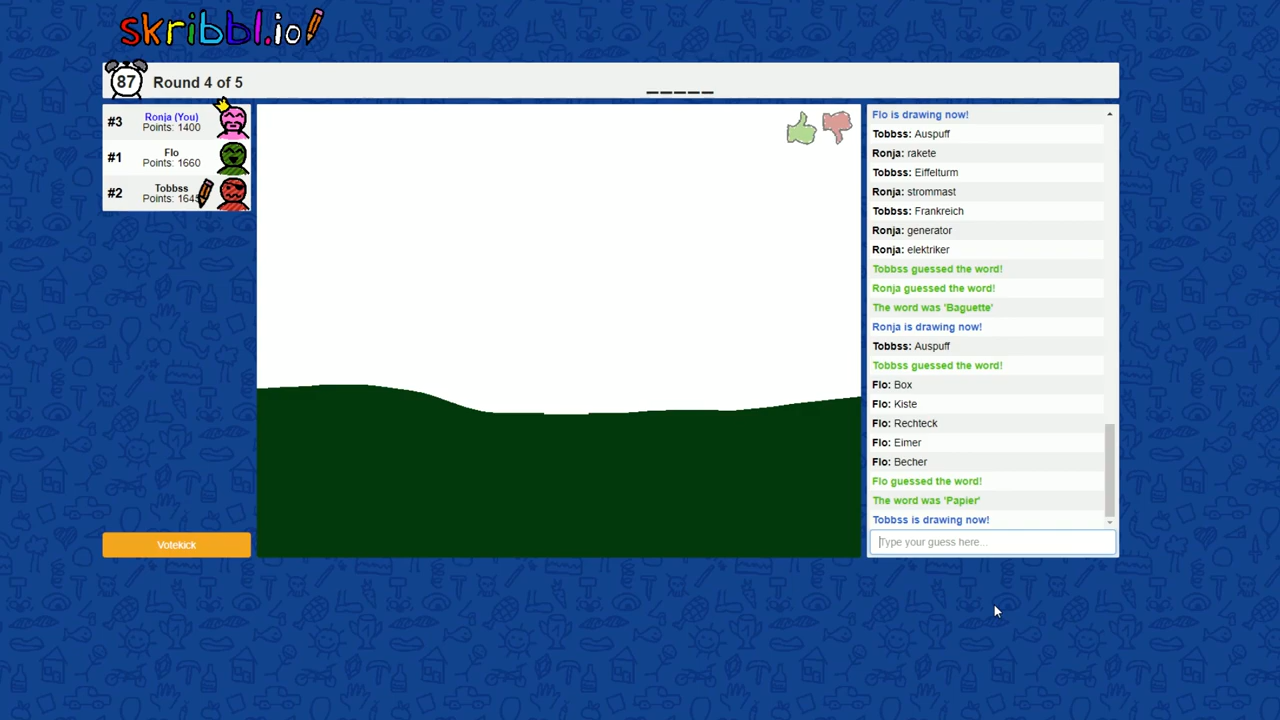 skribbl.io
87 Round 4 of 5
_____
#3 Ronja (You)
Points: 1400
#1 Flo
Points: 1660
#2 Tobbss
Points: 1645
Votekick
Flo is drawing now!
Tobbss: Auspuff
Ronja: rakete
Tobbss: Eiffelturm
Ronja: strommast
Tobbss: Frankreich
Ronja: generator
Ronja: elektriker
Tobbss guessed the word!
Ronja guessed the word!
The word was 'Baguette'
Ronja is drawing now!
Tobbss: Auspuff
Tobbss guessed the word!
Flo: Box
Flo: Kiste
Flo: Rechteck
Flo: Eimer
Flo: Becher
Flo guessed the word!
The word was 'Papier'
Tobbss is drawing now!
Type your guess here...